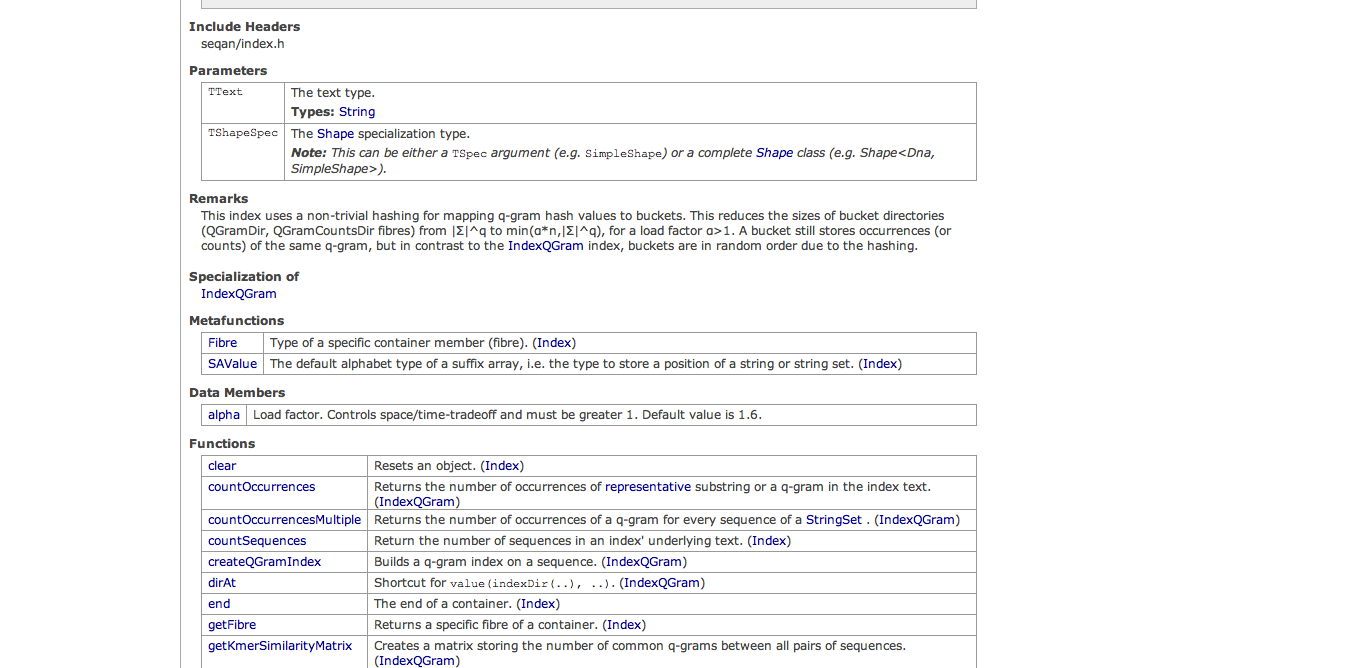 Include Headers
seqan/index.h
Parameters
TText The text type.
Types: String
TShapeSpec The Shape specialization type.
Note: This can be either a TSpec argument (e.g. SimpleShape) or a complete Shape class (e.g. Shape<Dna,
SimpleShape>).
Remarks
This index uses a non-trivial hashing for mapping q-gram hash values to buckets. This reduces the sizes of bucket directories
(QGramDir, QGramCountsDir fibres) from |Σ|^q to min(α*n,|Σ|^q), for a load factor α>1. A bucket still stores occurrences (or
counts) of the same q-gram, but in contrast to the IndexQGram index, buckets are in random order due to the hashing.
Specialization of
IndexQGram
Metafunctions
Fibre Type of a specific container member (fibre). (Index)
SAValue The default alphabet type of a suffix array, i.e. the type to store a position of a string or string set. (Index)
Data Members
alpha Load factor. Controls space/time-tradeoff and must be greater 1. Default value is 1.6.
Functions
clear Resets an object. (Index)
countOccurrences Returns the number of occurrences of representative substring or a q-gram in the index text.
(IndexQGram)
countOccurrencesMultiple Returns the number of occurrences of a q-gram for every sequence of a StringSet . (IndexQGram)
countSequences Return the number of sequences in an index' underlying text. (Index)
createQGramIndex Builds a q-gram index on a sequence. (IndexQGram)
dirAt Shortcut for value(indexDir(..), ..). (IndexQGram)
end The end of a container. (Index)
getFibre Returns a specific fibre of a container. (Index)
getKmerSimilarityMatrix Creates a matrix storing the number of common q-grams between all pairs of sequences.
(IndexQGram)